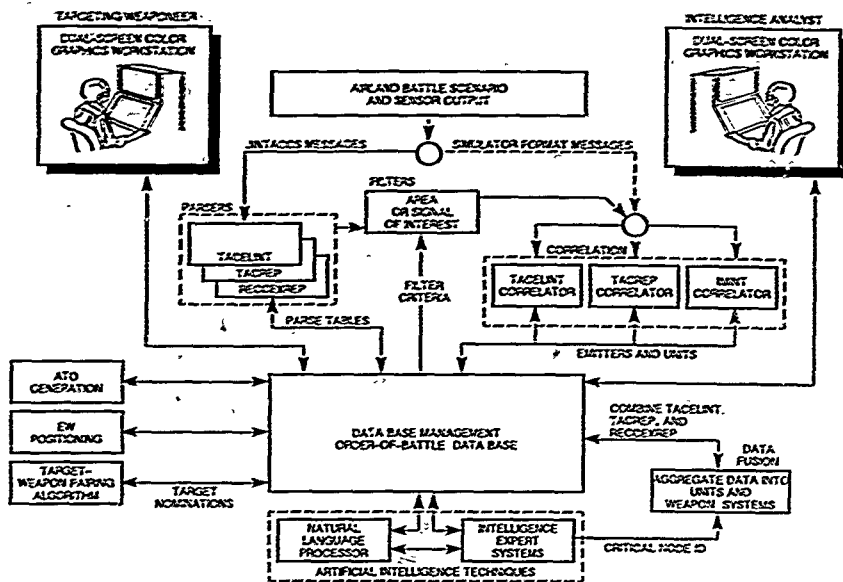 TARGETING WEAPONEER
DUAL-SCREEN COLOR
GRAPHICS WORKSTATION
INTELLIGENCE ANALYST
DUAL-SCREEN COLOR
GRAPHICS WORKSTATION
AIRLAND BATTLE SCENARIO
AND SENSOR OUTPUT
JINTACCS MESSAGES
SIMULATOR FORMAT MESSAGES
PARSERS
TACELINT
TACREP
RECCEXREP
FILTERS
AREA
OR SIGNAL
OF INTEREST
CORRELATION
TACELINT
CORRELATOR
TACREP
CORRELATOR
IMINT
CORRELATOR
FILTER
CRITERIA
PARSE TABLES
EMITTERS AND UNITS
ATO
GENERATION
EW
POSITIONING
TARGET-
WEAPON PAIRING
ALGORITHM
TARGET
NOMINATIONS
DATA BASE MANAGEMENT
ORDER-OF-BATTLE DATA BASE
COMBINE TACELINT,
TACREP, AND
RECCEXREP
DATA
FUSION
AGGREGATE DATA INTO
UNITS AND
WEAPON SYSTEMS
NATURAL
LANGUAGE
PROCESSOR
INTELLIGENCE
EXPERT
SYSTEMS
CRITICAL NODE ID
ARTIFICIAL INTELLIGENCE TECHNIQUES